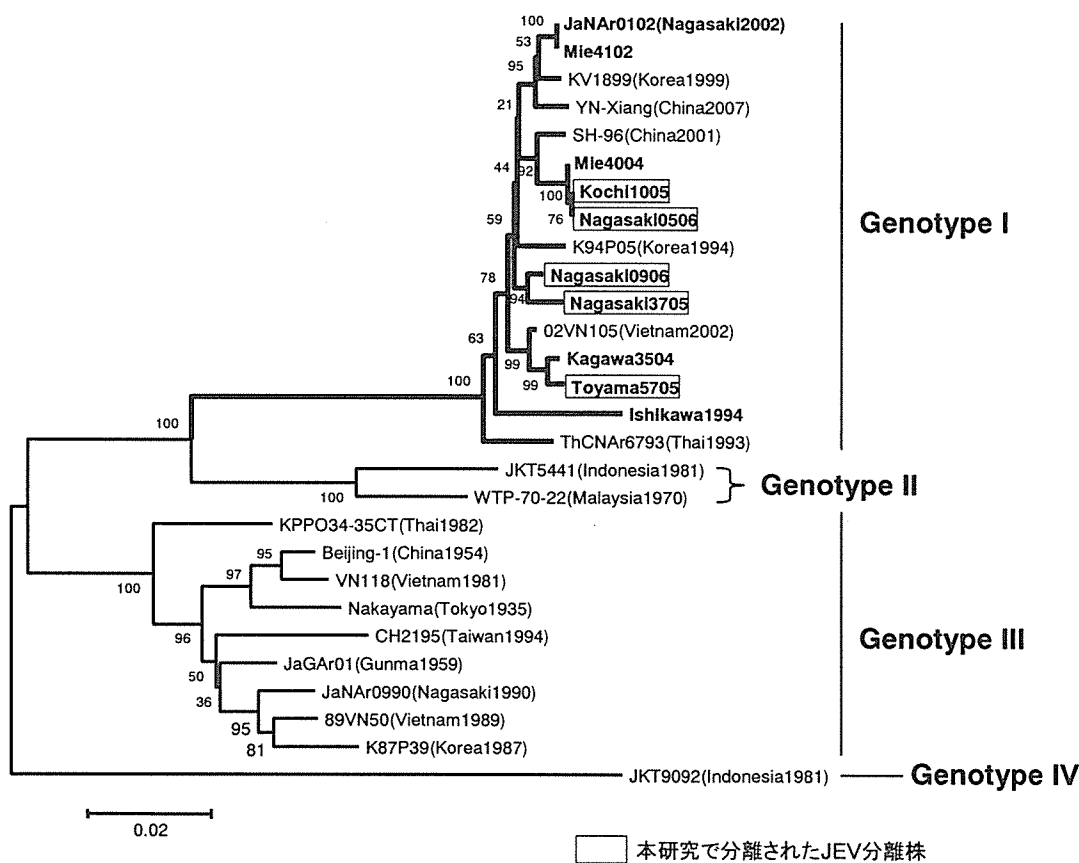 100
JaNAr0102(Nagasaki2002)
53
Mie4102
95
KV1899(Korea1999)
21
YN-Xiang(China2007)
SH-96(China2001)
44
92
Mie4004
100
Kochi1005
76
Nagasaki0506
59
K94P05(Korea1994)
78
Nagasaki0906
94
Nagasaki3705
63
02VN105(Vietnam2002)
99
Kagawa3504
99
Toyama5705
100
Ishikawa1994
100
ThCNAr6793(Thai1993)
Genotype I
JKT5441(Indonesia1981)
100
WTP-70-22(Malaysia1970)
Genotype II
KPPO34-35CT(Thai1982)
95
Beijing-1(China1954)
97
VN118(Vietnam1981)
100
Nakayama(Tokyo1935)
96
CH2195(Taiwan1994)
50
JaGAr01(Gunma1959)
36
JaNAr0990(Nagasaki1990)
95
89VN50(Vietnam1989)
81
K87P39(Korea1987)
Genotype III
JKT9092(Indonesia1981)
Genotype IV
0.02
本研究で分離されたJEV分離株